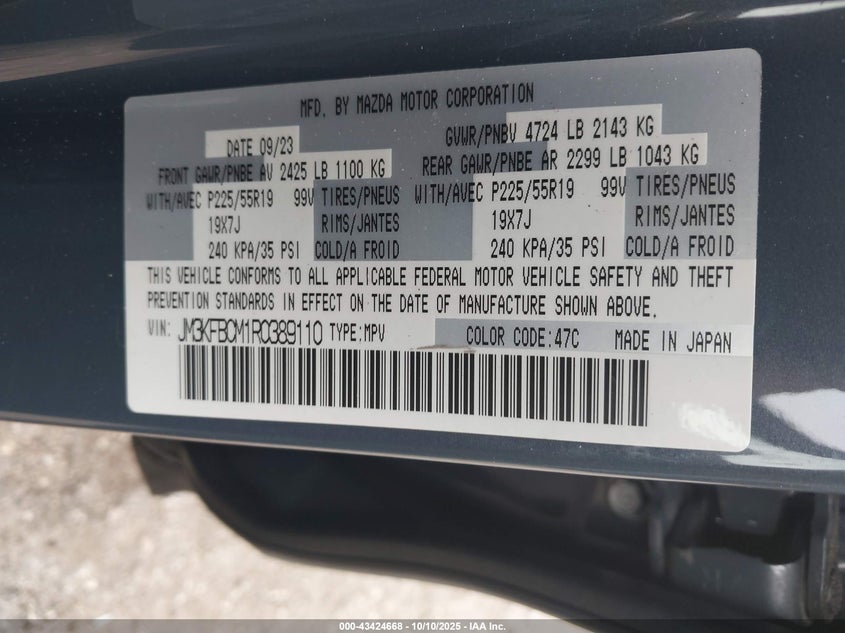 MFD. BY MAZDA MOTOR CORPORATION
DATE 09/23 GVWR/PNBV 4724 LB 2143 KG
FRONT GAWR/PNBE AV 2425 LB 1100 KG REAR GAWR/PNBE AR 2299 LB 1043 KG
WITH/AVEC P225/55R19 99V TIRES/PNEUS WITH/AVEC P225/55R19 99V TIRES/PNEUS
19X7J RIMS/JANTES 19X7J RIMS/JANTES
240 KPA/35 PSI COLD/A FROID 240 KPA/35 PSI COLD/A FROID
THIS VEHICLE CONFORMS TO ALL APPLICABLE FEDERAL MOTOR VEHICLE SAFETY AND THEFT
PREVENTION STANDARDS IN EFFECT ON THE DATE OF MANUFACTURE SHOWN ABOVE.
VIN: JM3KFBCM1R0389110 TYPE:MPV COLOR CODE:47C MADE IN JAPAN
000-43424668 - 10/10/2025 - IAA Inc.